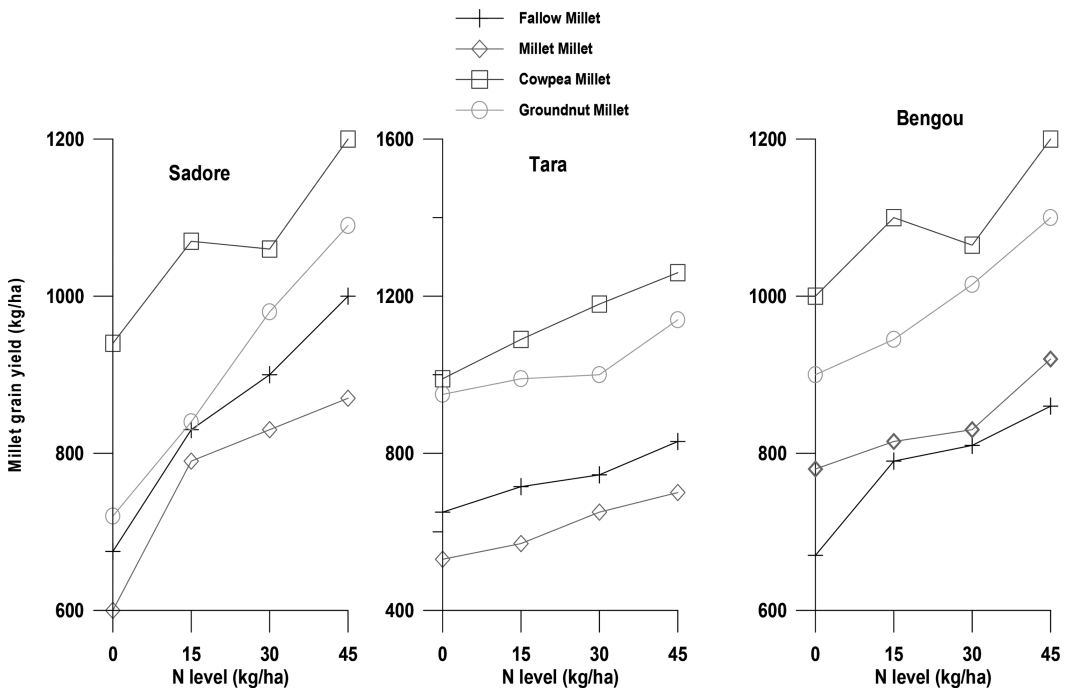 Fallow Millet
Millet Millet
Cowpea Millet
Groundnut Millet
Millet grain yield (kg/ha)
Sadore
1200
1000
800
600
0 15 30 45
N level (kg/ha)
Tara
1600
1200
800
400
0 15 30 45
N level (kg/ha)
Bengou
1200
1000
800
600
0 15 30 45
N level (kg/ha)